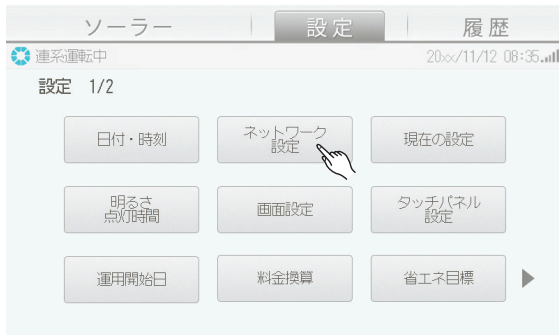 ソーラー
設定
履歴
連系運転中
20xx/11/12 08:35
設定 1/2
日付・時刻
ネットワーク
設定
現在の設定
明るさ
点灯時間
画面設定
タッチパネル
設定
運用開始日
料金換算
省エネ目標